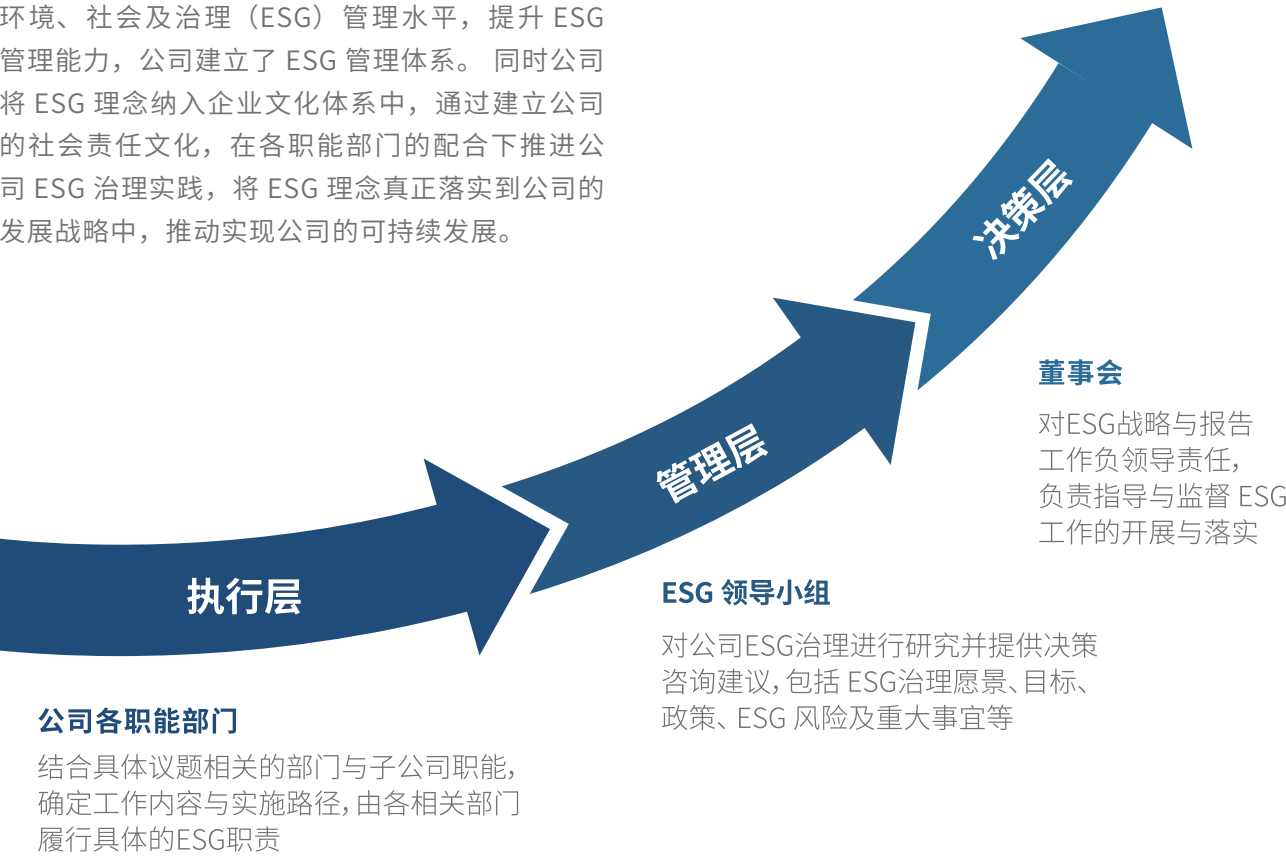 环境、社会及治理（ESG）管理水平，提升 ESG
管理能力，公司建立了 ESG 管理体系。 同时公司
将 ESG 理念纳入企业文化体系中，通过建立公司
的社会责任文化，在各职能部门的配合下推进公
司 ESG 治理实践，将 ESG 理念真正落实到公司的
发展战略中，推动实现公司的可持续发展。
决策层
董事会
对ESG战略与报告
工作负领导责任，
负责指导与监督 ESG
工作的开展与落实
管理层
ESG 领导小组
对公司ESG治理进行研究并提供决策
咨询建议，包括 ESG治理愿景、目标、
政策、ESG 风险及重大事宜等
执行层
公司各职能部门
结合具体议题相关的部门与子公司职能，
确定工作内容与实施路径，由各相关部门
履行具体的ESG职责